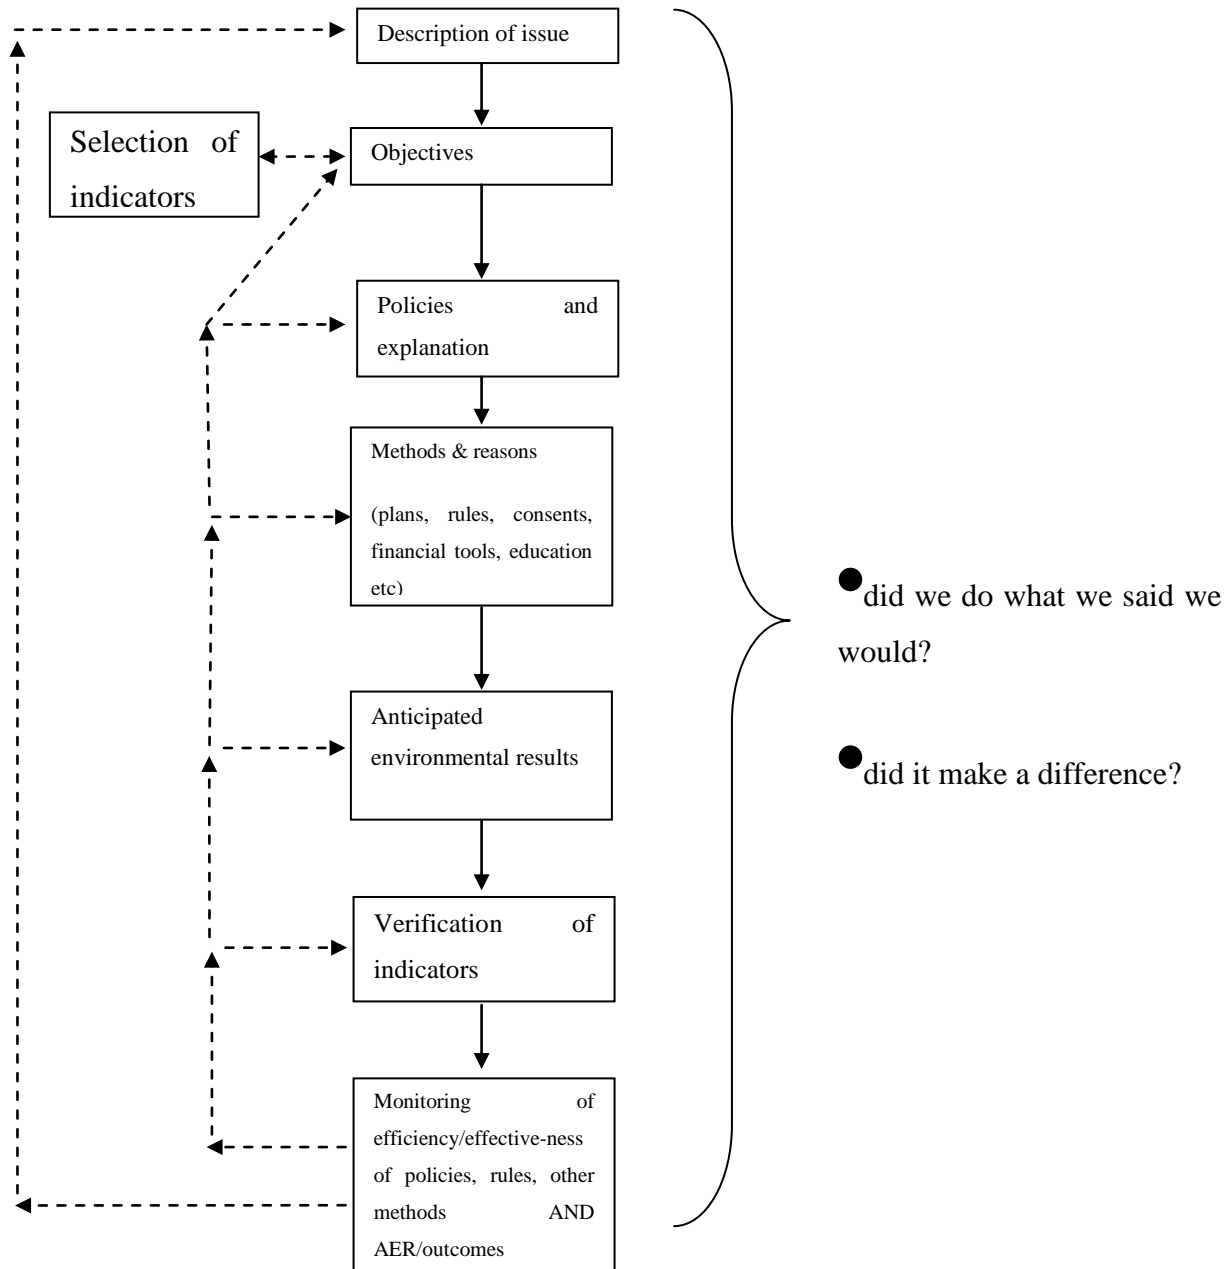 Description of issue
Selection of
indicators
Objectives
Policies and
explanation
Methods & reasons
(plans, rules, consents,
financial tools, education
etc)
Anticipated
environmental results
Verification of
indicators
Monitoring of
efficiency/effective-ness
of policies, rules, other
methods AND
AER/outcomes
●did we do what we said we
would?
●did it make a difference?